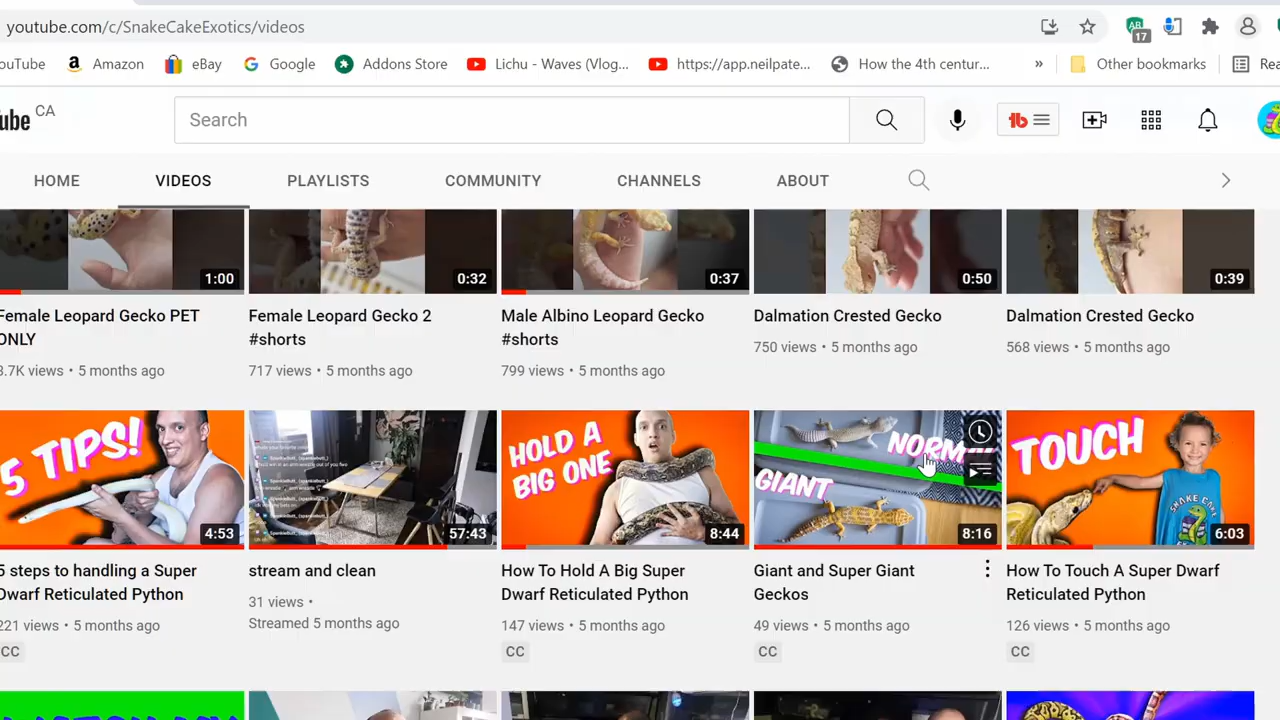 youtube.com/c/SnakeCakeExotics/videos
17
ouTube Amazon eBay Google Addons Store Lichu - Waves (Vlog... https://app.neilpate... How the 4th centur... » Other bookmarks Rea
ube CA
Search
HOME VIDEOS PLAYLISTS COMMUNITY CHANNELS ABOUT
1:00 0:32 0:37 0:50 0:39
Female Leopard Gecko PET
ONLY
3.7K views • 5 months ago
Female Leopard Gecko 2
#shorts
717 views • 5 months ago
Male Albino Leopard Gecko
#shorts
799 views • 5 months ago
Dalmation Crested Gecko
750 views • 5 months ago
Dalmation Crested Gecko
568 views • 5 months ago
5 TIPS!
4:53
5 steps to handling a Super
Dwarf Reticulated Python
221 views • 5 months ago
CC
57:43
stream and clean
31 views •
Streamed 5 months ago
HOLD A
BIG ONE
8:44
How To Hold A Big Super
Dwarf Reticulated Python
147 views • 5 months ago
CC
NORM
GIANT
8:16
Giant and Super Giant
Geckos
49 views • 5 months ago
CC
TOUCH
SNAKE CAKE
6:03
How To Touch A Super Dwarf
Reticulated Python
126 views • 5 months ago
CC